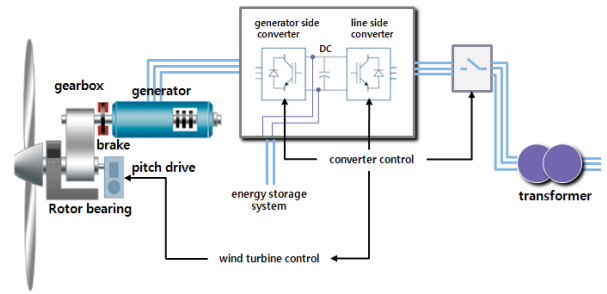 generator side
converter
line side
converter
DC
gearbox
generator
brake
pitch drive
Rotor bearing
converter control
energy storage
system
transformer
wind turbine control